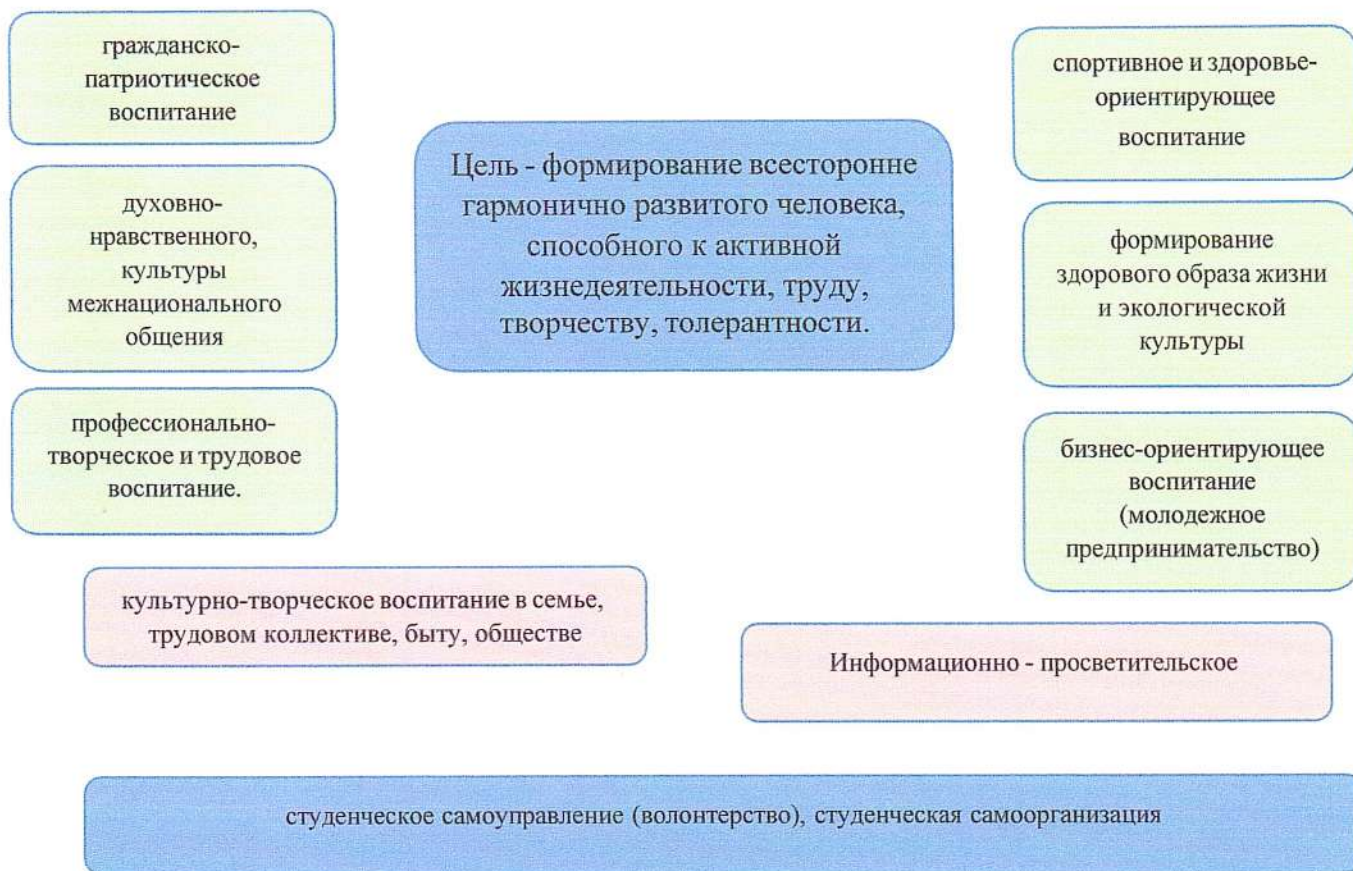 гражданско-
патриотическое
воспитание
духовно-
нравственного,
культуры
межнационального
общения
профессионально-
творческое и трудовое
воспитание.
Цель - формирование всесторонне
гармонично развитого человека,
способного к активной
жизнедеятельности, труду,
творчеству, толерантности.
спортивное и здоровье-
ориентирующее
воспитание
формирование
здорового образа жизни
и экологической
культуры
бизнес-ориентирующее
воспитание
(молодежное
предпринимательство)
культурно-творческое воспитание в семье,
трудовом коллективе, быту, обществе
Информационно - просветительское
студенческое самоуправление (волонтерство), студенческая самоорганизация